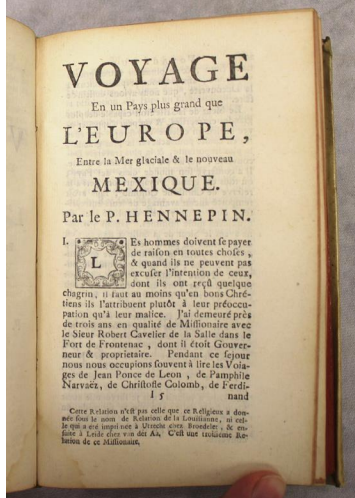 VOYAGE
En un Pays plus grand que
L'EUROPE,
Entre la Mer glaciale & le nouveau
MEXIQUE.
Par le P. HENNEPIN.
I. LEs hommes doivent se payer
de raison en toutes choses,
& quand ils ne peuvent pas
excuser l'intention de ceux,
dont ils ont reçû quelque
chagrin, il faut au moins qu'en bons Chré-
tiens ils l'attribuent plutôt à leur préoccu-
pation qu'à leur malice. J'ai demeuré près
de trois ans en qualité de Missionaire avec
le Sieur Robert Cavelier de la Salle dans le
Fort de Frontenac, dont il étoit Gouver-
neur & proprietaire. Pendant ce sejour
nous nous occupions souvent à lire les Voia-
ges de Jean Ponce de Leon, de Pamphile
Narvaëz, de Christofle Colomb, de Ferdi-
I 5 nand
Cette Relation n'est pas celle que ce Religieux a don-
née sous le nom de Relation de la Louisianne, ni cel-
le qui a été imprimée à Utrecht chez Broedelet, & en-
suite à Leide chez van der Aa, C'est une troisième Re-
lation de ce Missionaire.